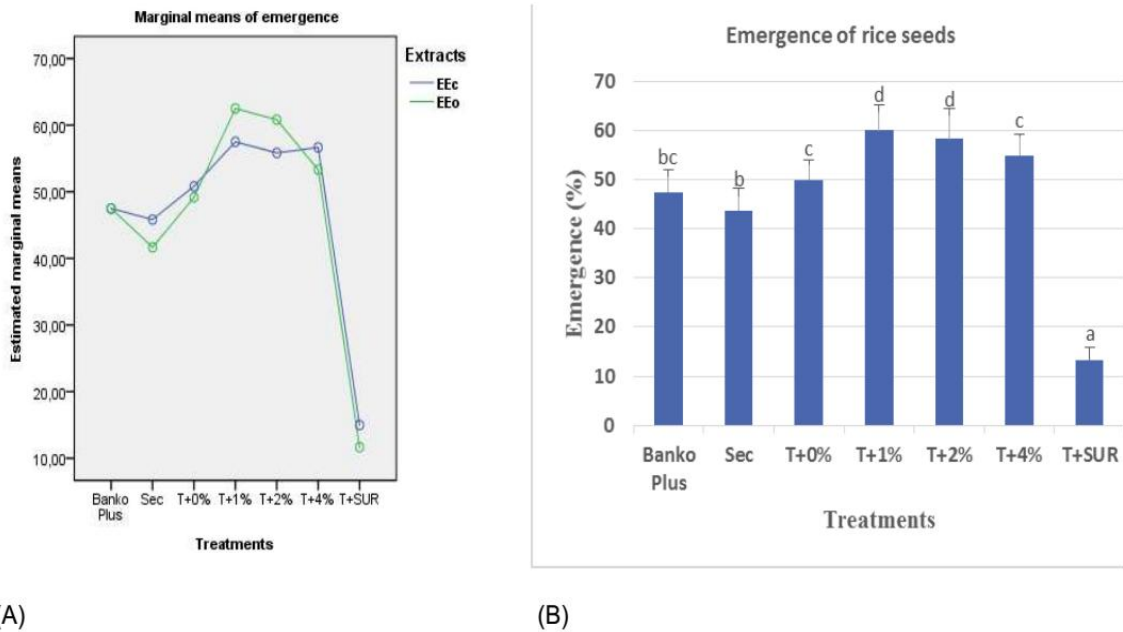 Marginal means of emergence
Estimated marginal means
70,00
60,00
50,00
40,00
30,00
20,00
10,00
Banko Plus Sec T+0% T+1% T+2% T+4% T+SUR
Treatments
Extracts
EEc
EEo
(A)
Emergence of rice seeds
Emergence (%)
70
60
50
40
30
20
10
0
bc b c d d c a
Banko Sec T+0% T+1% T+2% T+4% T+SUR
Plus
Treatments
(B)